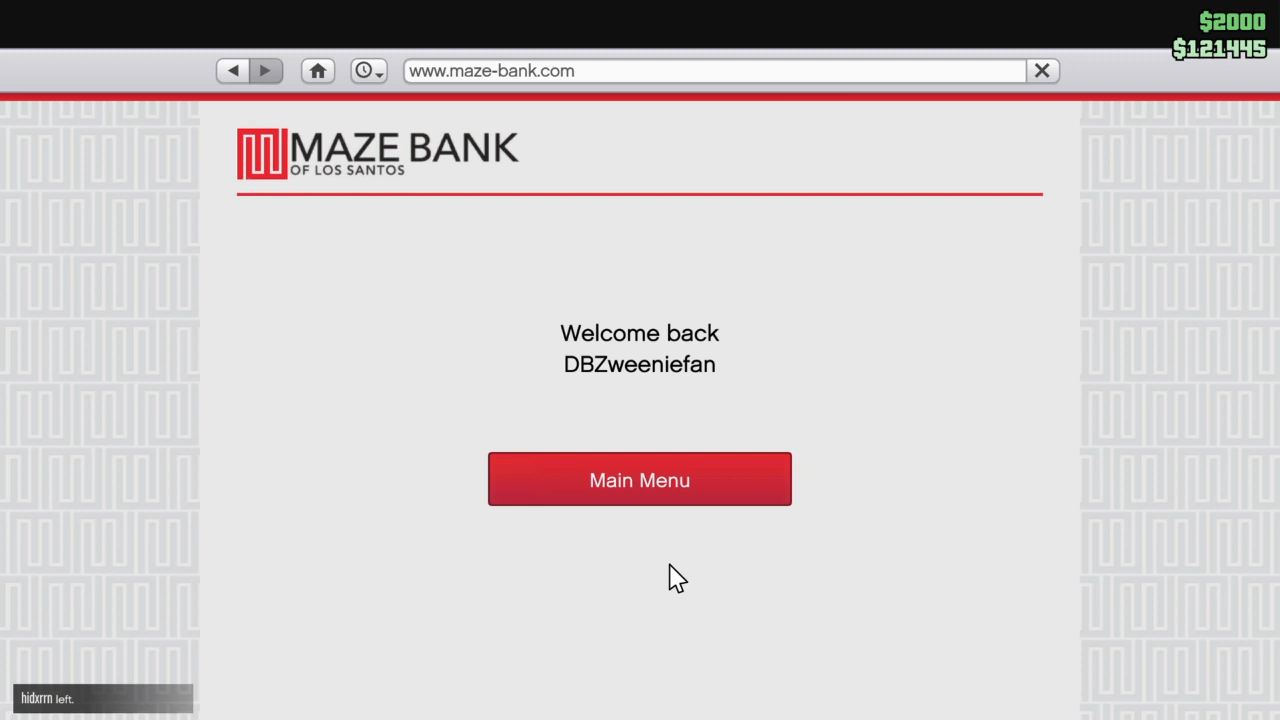 $2000
$121445
www.maze-bank.com
MAZE BANK
OF LOS SANTOS
Welcome back
DBZweeniefan
Main Menu
hidxrrn left.